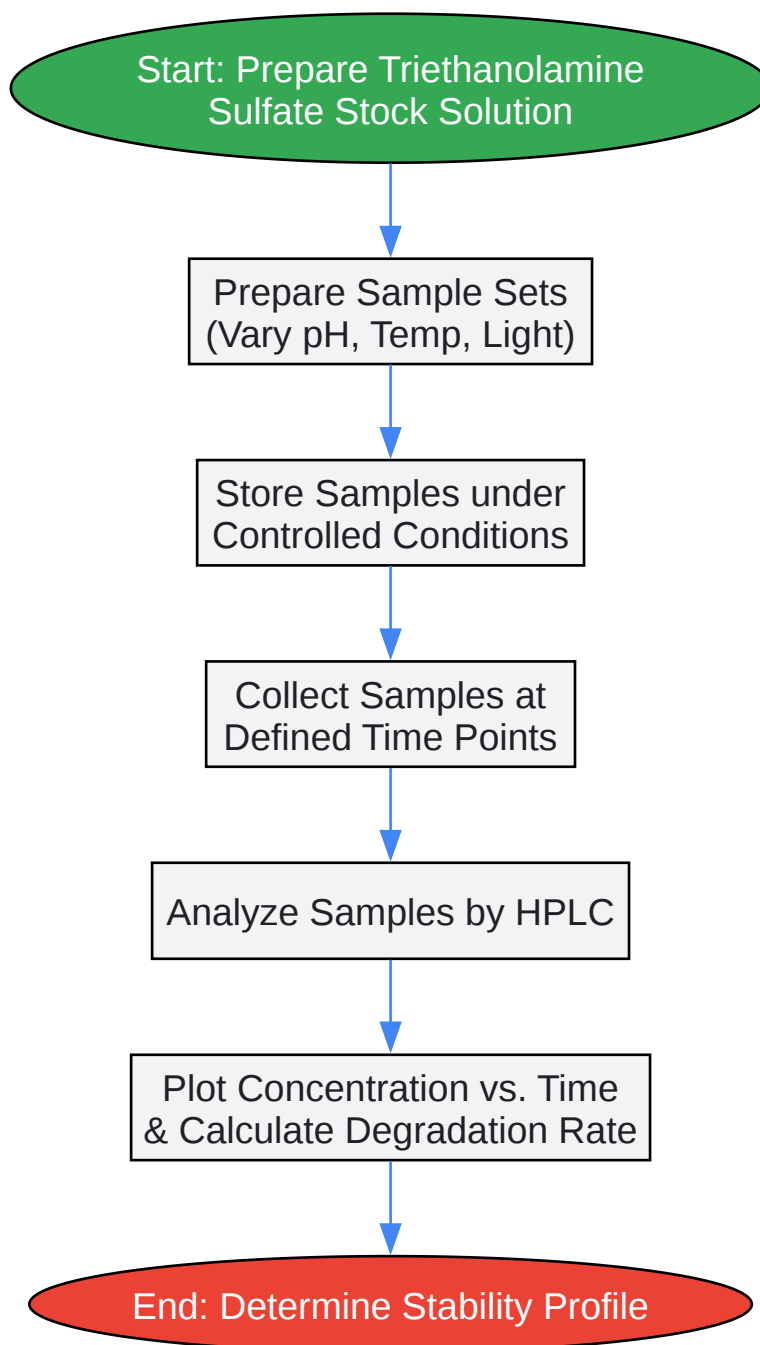 Start: Prepare Triethanolamine
Sulfate Stock Solution
Prepare Sample Sets
(Vary pH, Temp, Light)
Store Samples under
Controlled Conditions
Collect Samples at
Defined Time Points
Analyze Samples by HPLC
Plot Concentration vs. Time
& Calculate Degradation Rate
End: Determine Stability Profile